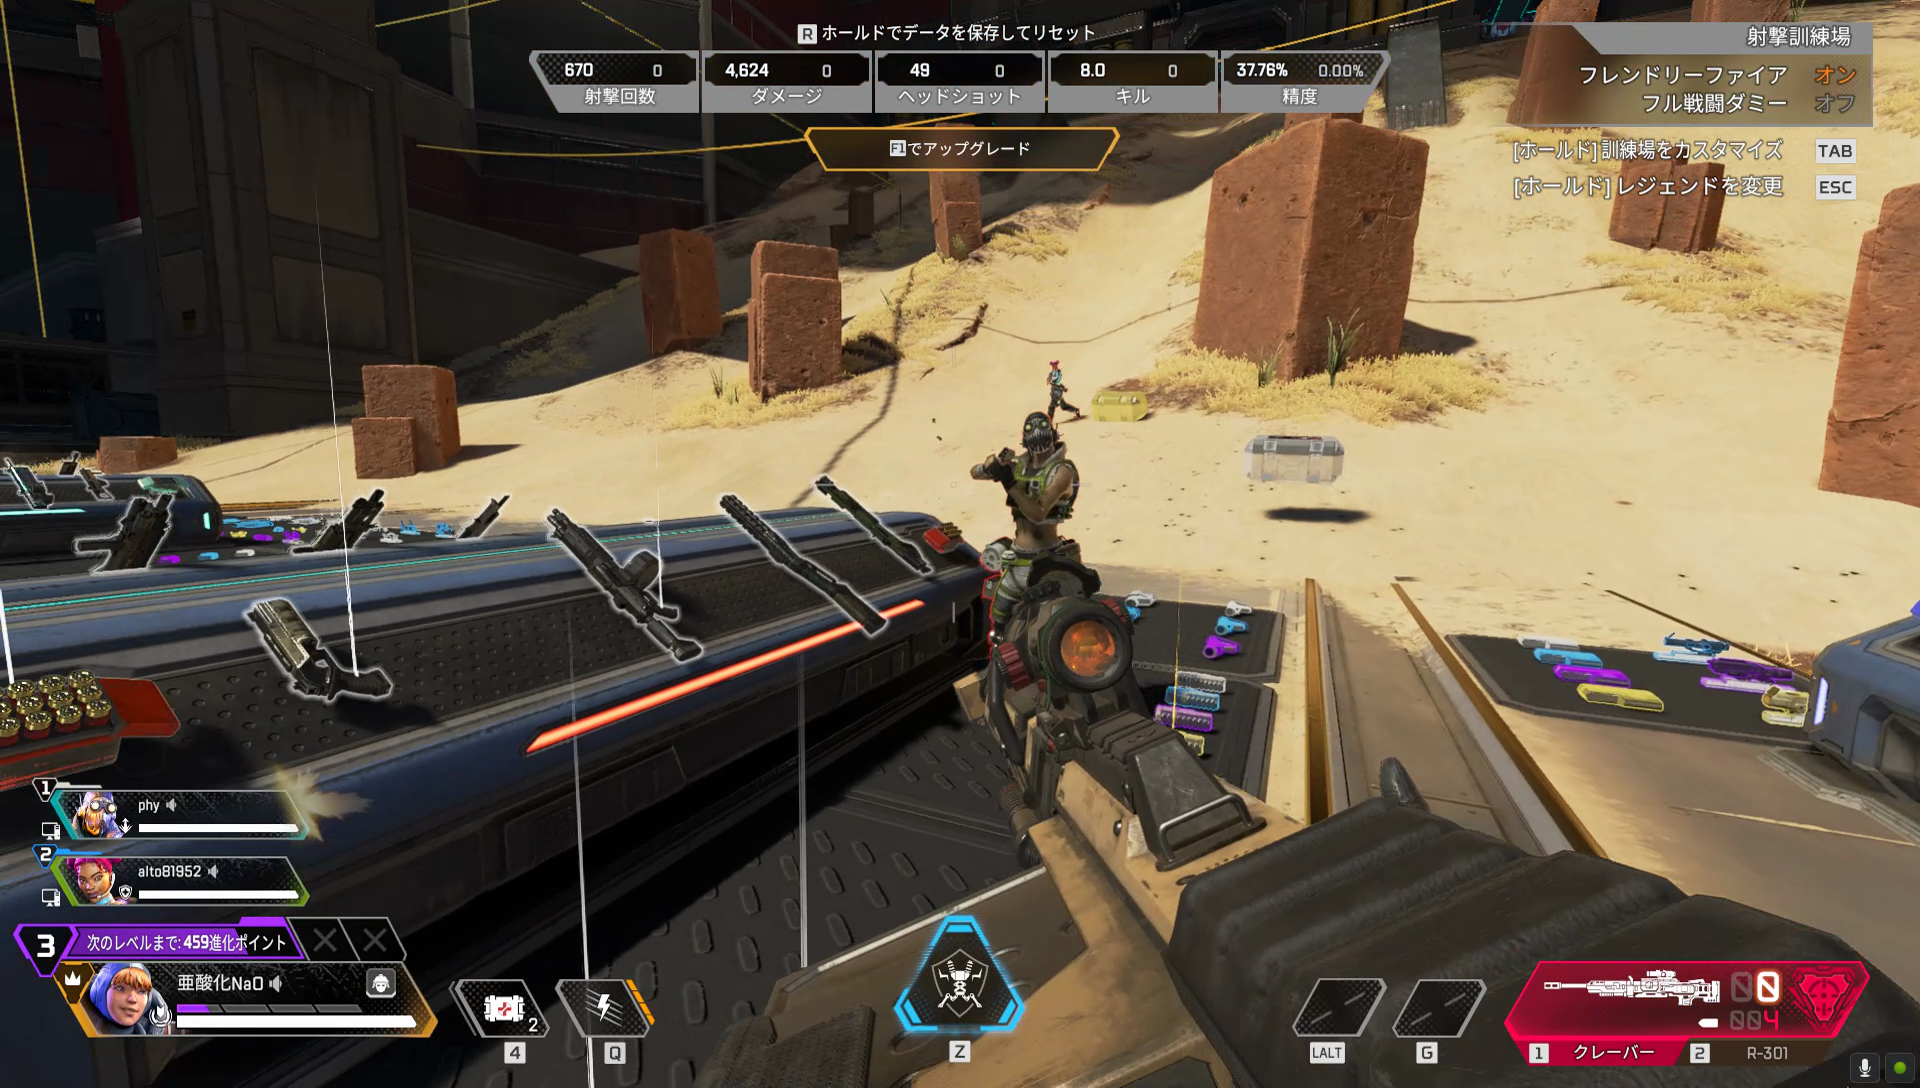 R ホールドでデータを保存してリセット
670 0 4,624 0 49 0 8.0 0 37.76% 0.00%
射撃回数 ダメージ ヘッドショット キル 精度
F1でアップグレード
射撃訓練場
フレンドリーファイア オン
フル戦闘ダミー オフ
[ホールド]訓練場をカスタマイズ TAB
[ホールド]レジェンドを変更 ESC
1
phy
2
alto81952
3 次のレベルまで: 459進化ポイント
亜酸化NaO
2
4 Q Z LALT G
00
004
1 クレーバー 2 R-301